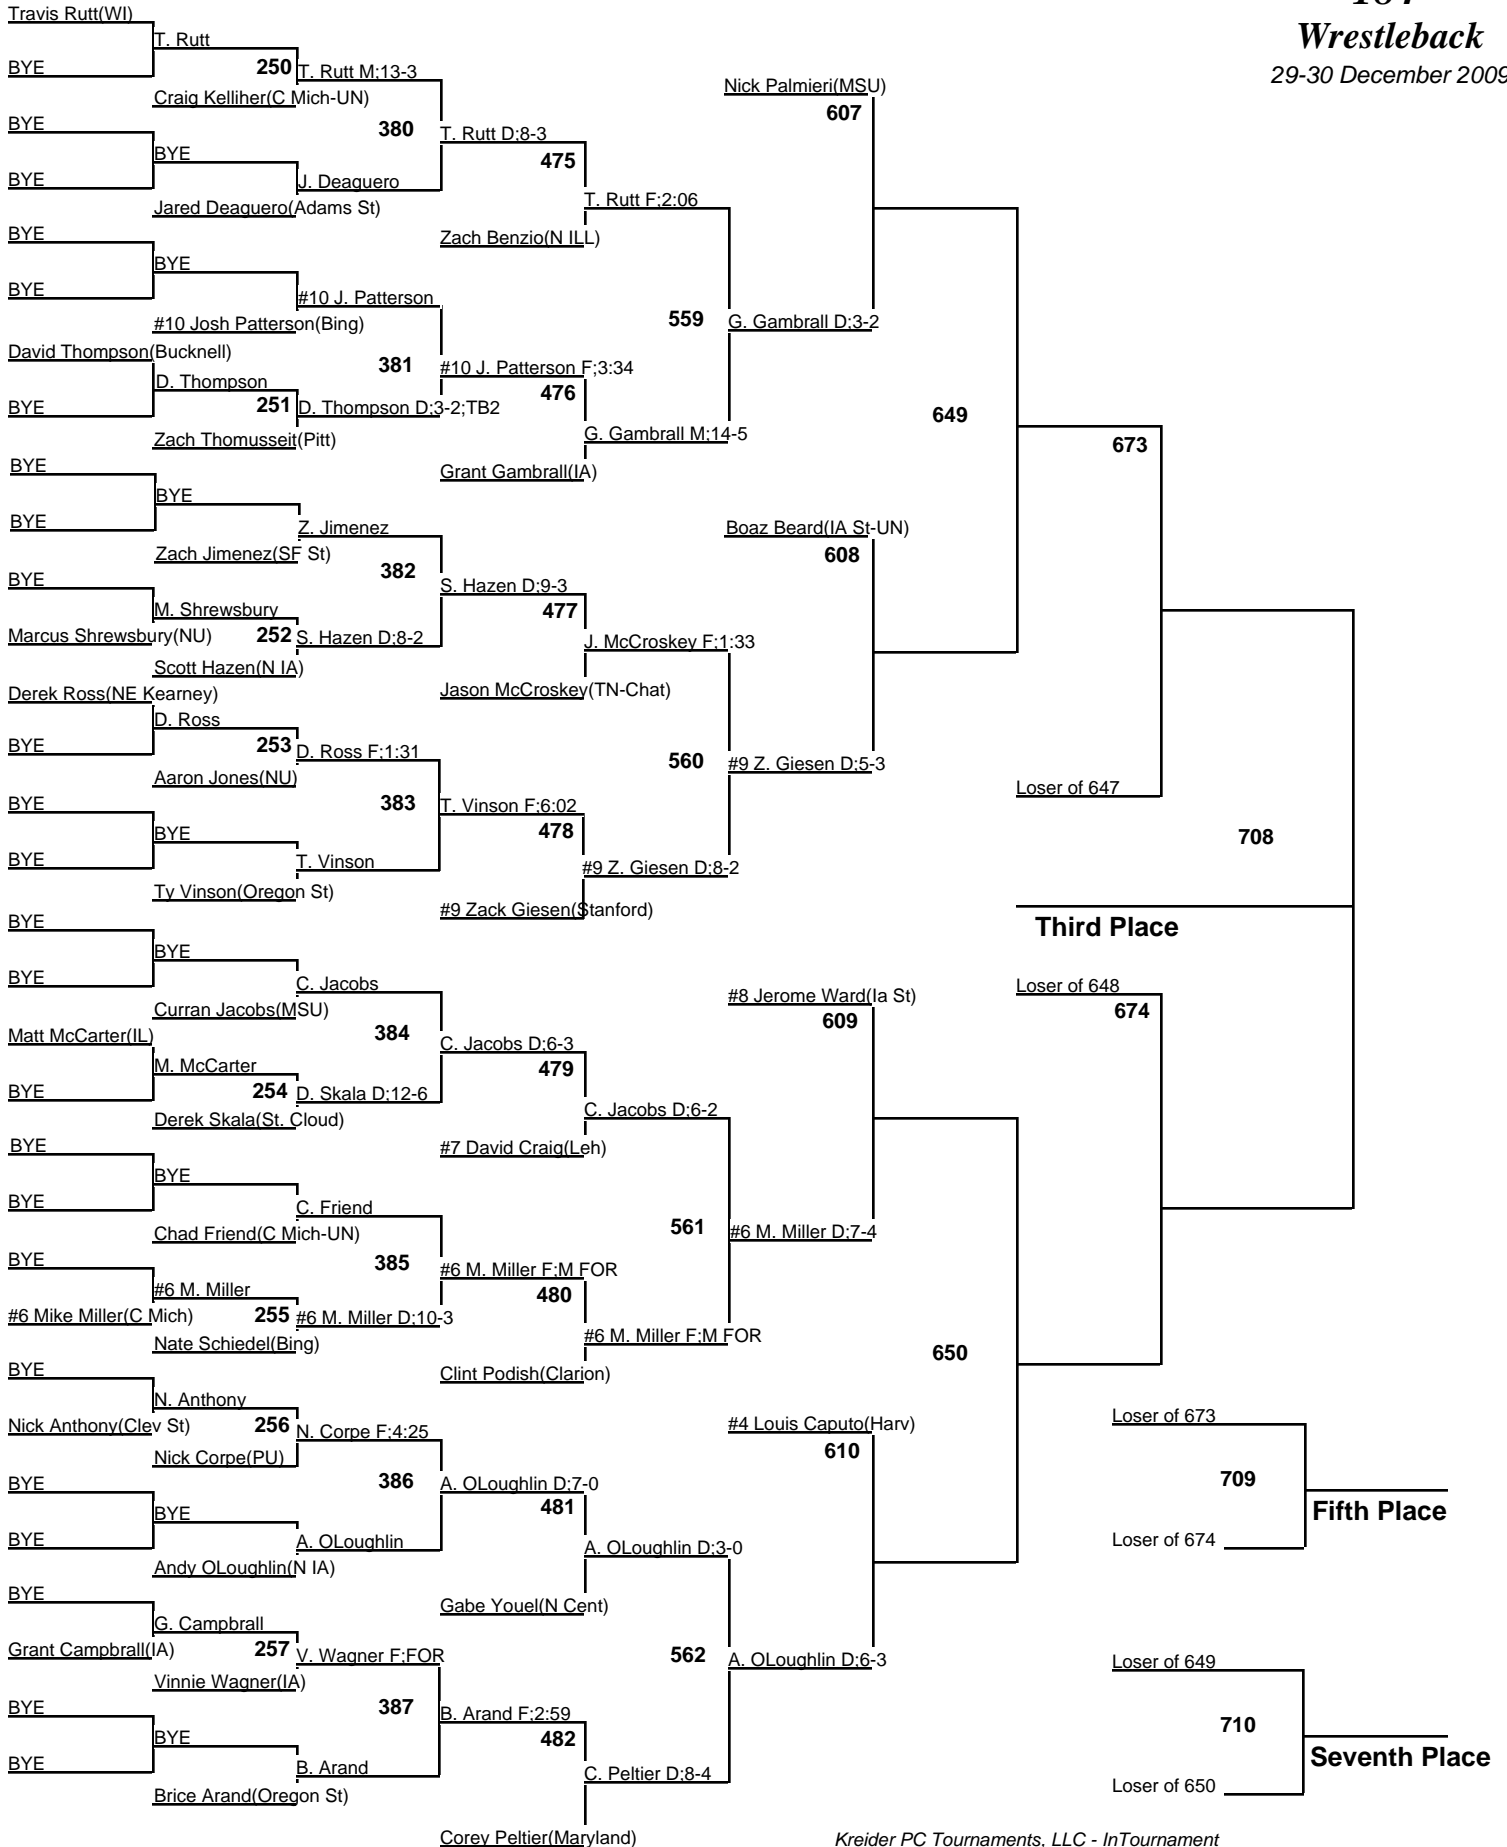 Wrestleback
29-30 December 2009
Travis Rutt(WI)
T. Rutt
BYE
250
T. Rutt M;13-3
Craig Kelliher(C Mich-UN)
BYE
380
T. Rutt D;8-3
BYE
475
BYE
J. Deaguero
Jared Deaguero(Adams St)
T. Rutt F;2:06
BYE
Zach Benzio(N ILL)
BYE
BYE
#10 J. Patterson
#10 Josh Patterson(Bing)
559
G. Gambrall D;3-2
Nick Palmieri(MSU)
607
David Thompson(Bucknell)
381
#10 J. Patterson F;3:34
D. Thompson
476
BYE
251
D. Thompson D;3-2;TB2
Zach Thomusseit(Pitt)
G. Gambrall M;14-5
Grant Gambrall(IA)
649
673
BYE
BYE
BYE
Z. Jimenez
Zach Jimenez(SF St)
Boaz Beard(IA St-UN)
608
382
BYE
S. Hazen D;9-3
M. Shrewsbury
477
Marcus Shrewsbury(NU)
252
S. Hazen D;8-2
J. McCroskey F;1:33
Scott Hazen(N IA)
Jason McCroskey(TN-Chat)
Derek Ross(NE Kearney)
D. Ross
BYE
253
D. Ross F;1:31
560
#9 Z. Giesen D;5-3
Aaron Jones(NU)
Loser of 647
BYE
383
T. Vinson F;6:02
BYE
478
708
BYE
T. Vinson
#9 Z. Giesen D;8-2
Ty Vinson(Oregon St)
#9 Zack Giesen(Stanford)
Third Place
BYE
BYE
BYE
C. Jacobs
Curran Jacobs(MSU)
#8 Jerome Ward(Ia St)
609
Loser of 648
674
Matt McCarter(IL)
384
C. Jacobs D;6-3
M. McCarter
479
BYE
254
D. Skala D;12-6
C. Jacobs D;6-2
Derek Skala(St. Cloud)
#7 David Craig(Leh)
BYE
BYE
BYE
C. Friend
Chad Friend(C Mich-UN)
561
#6 M. Miller D;7-4
BYE
385
#6 M. Miller F;M FOR
#6 M. Miller
480
#6 Mike Miller(C Mich)
255
#6 M. Miller D;10-3
#6 M. Miller F;M FOR
Nate Schiedel(Bing)
650
Clint Podish(Clarion)
BYE
N. Anthony
Nick Anthony(Clev St)
256
N. Corpe F;4:25
#4 Louis Caputo(Harv)
610
Loser of 673
Nick Corpe(PU)
709
BYE
386
A. OLoughlin D;7-0
481
Fifth Place
BYE
BYE
A. OLoughlin
A. OLoughlin D;3-0
Loser of 674
Andy OLoughlin(N IA)
BYE
Gabe Youel(N Cent)
G. Campbrall
Grant Campbrall(IA)
257
V. Wagner F;FOR
562
A. OLoughlin D;6-3
Loser of 649
Vinnie Wagner(IA)
BYE
387
B. Arand F;2:59
710
BYE
482
Seventh Place
BYE
B. Arand
C. Peltier D;8-4
Loser of 650
Brice Arand(Oregon St)
Corey Peltier(Maryland)
Kreider PC Tournaments, LLC - InTournament